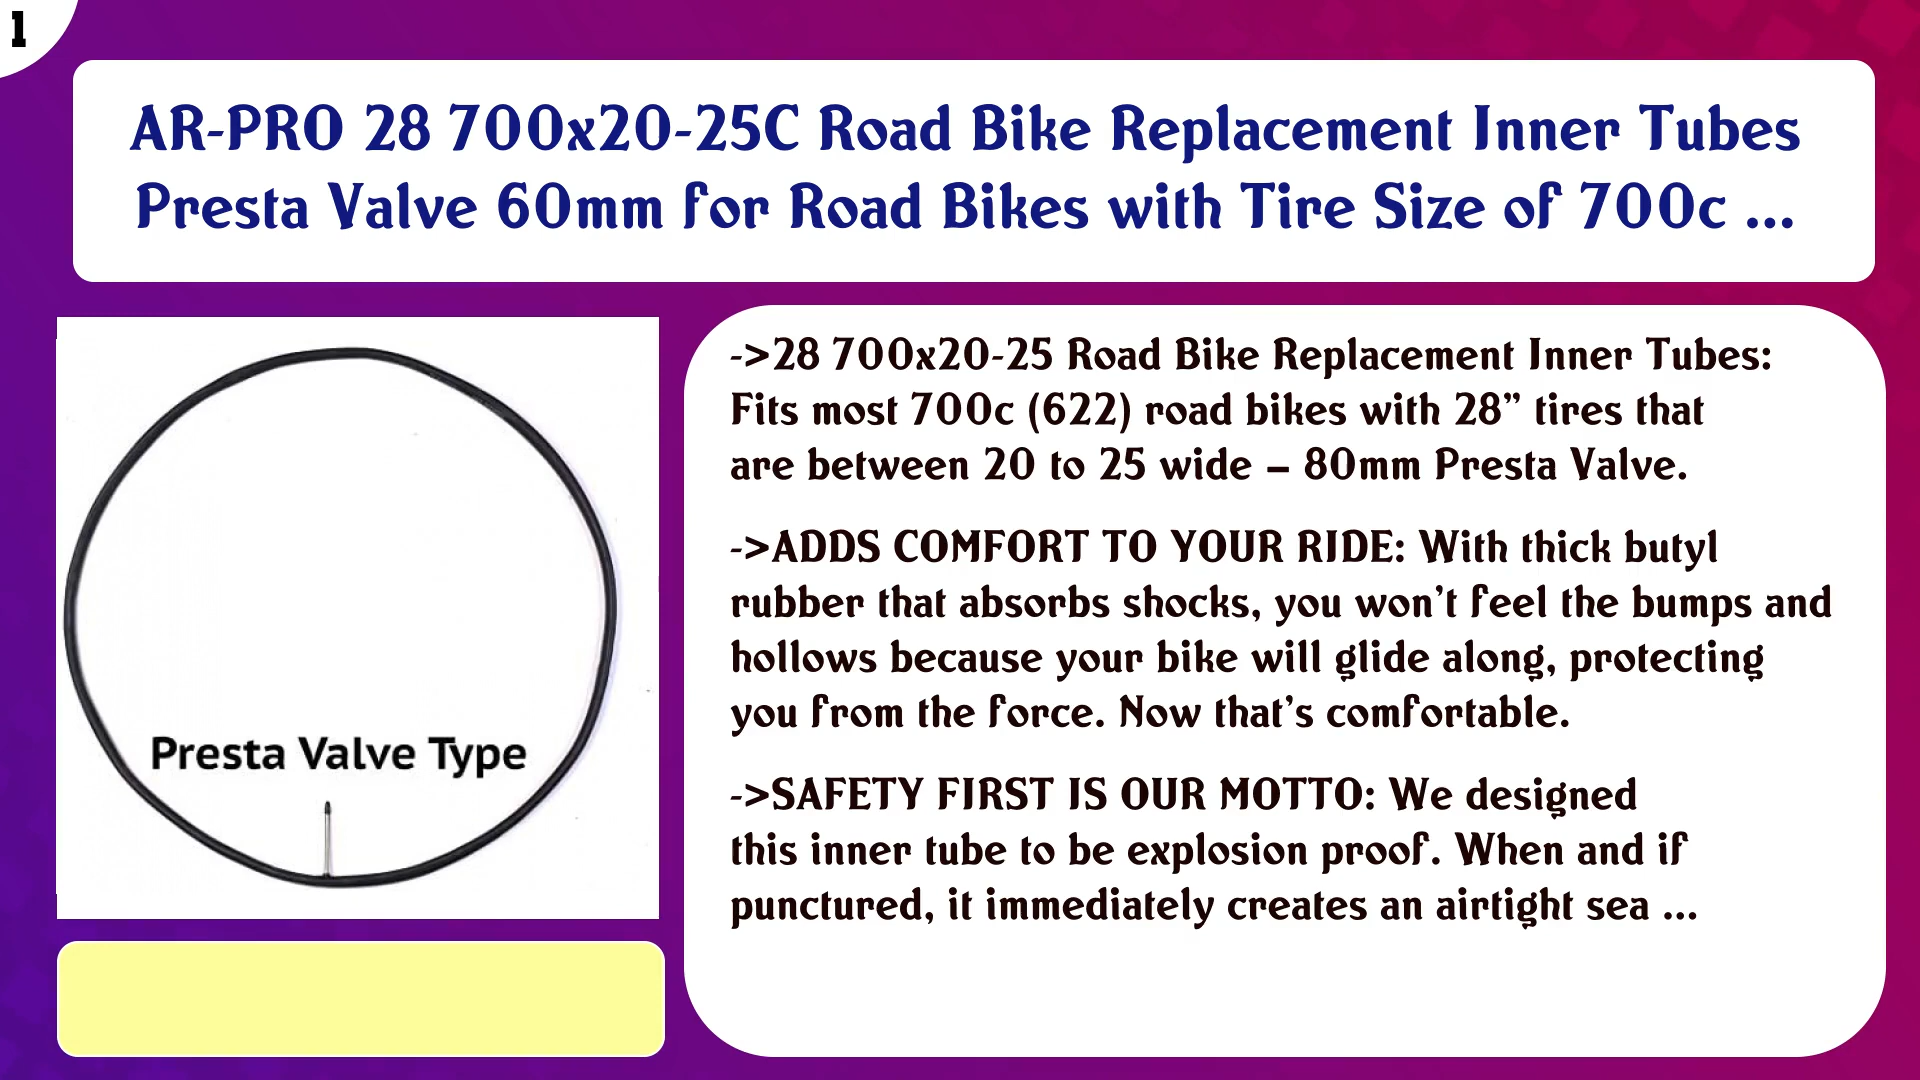 1
AR-PRO 28 700x20-25C Road Bike Replacement Inner Tubes
Presta Valve 60mm for Road Bikes with Tire Size of 700c ...
Presta Valve Type
->28 700x20-25 Road Bike Replacement Inner Tubes:
Fits most 700c (622) road bikes with 28” tires that
are between 20 to 25 wide – 80mm Presta Valve.
->ADDS COMFORT TO YOUR RIDE: With thick butyl
rubber that absorbs shocks, you won’t feel the bumps and
hollows because your bike will glide along, protecting
you from the force. Now that’s comfortable.
->SAFETY FIRST IS OUR MOTTO: We designed
this inner tube to be explosion proof. When and if
punctured, it immediately creates an airtight sea ...